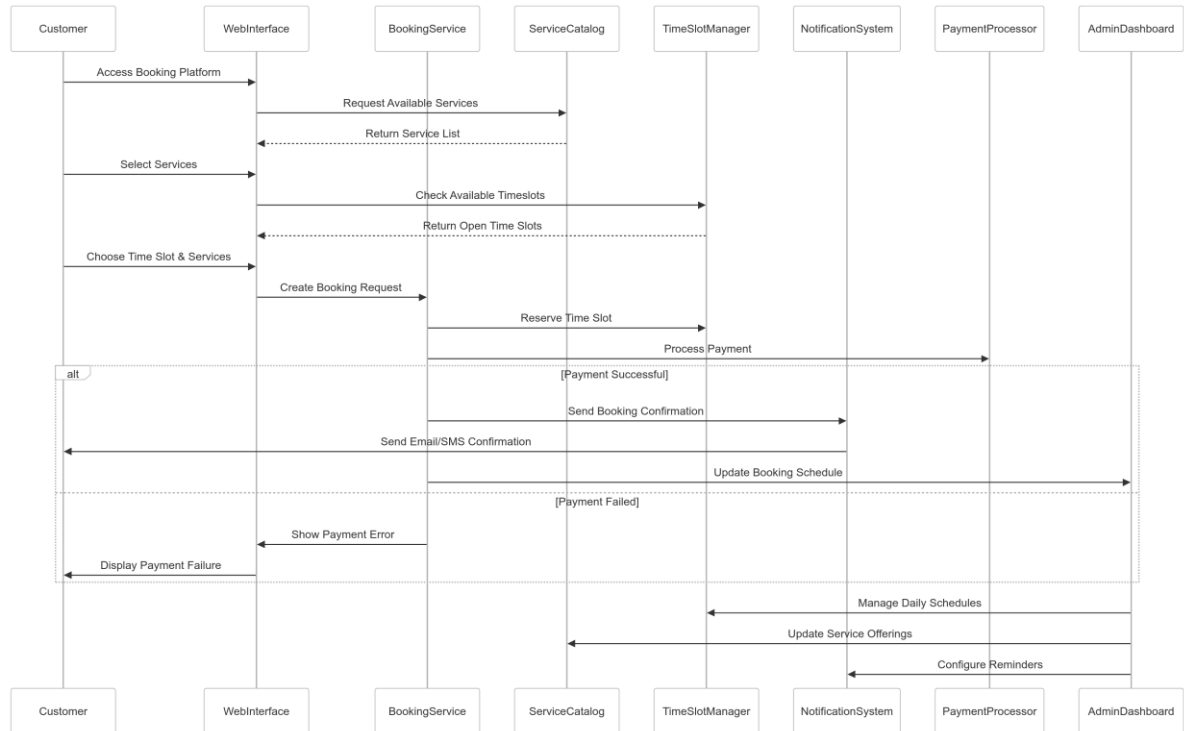 Customer
WebInterface
BookingService
ServiceCatalog
TimeSlotManager
NotificationSystem
PaymentProcessor
AdminDashboard
Access Booking Platform
Request Available Services
Return Service List
Select Services
Check Available Timeslots
Return Open Time Slots
Choose Time Slot & Services
Create Booking Request
Reserve Time Slot
Process Payment
alt
[Payment Successful]
Send Booking Confirmation
Send Email/SMS Confirmation
Update Booking Schedule
[Payment Failed]
Show Payment Error
Display Payment Failure
Manage Daily Schedules
Update Service Offerings
Configure Reminders
Customer
WebInterface
BookingService
ServiceCatalog
TimeSlotManager
NotificationSystem
PaymentProcessor
AdminDashboard